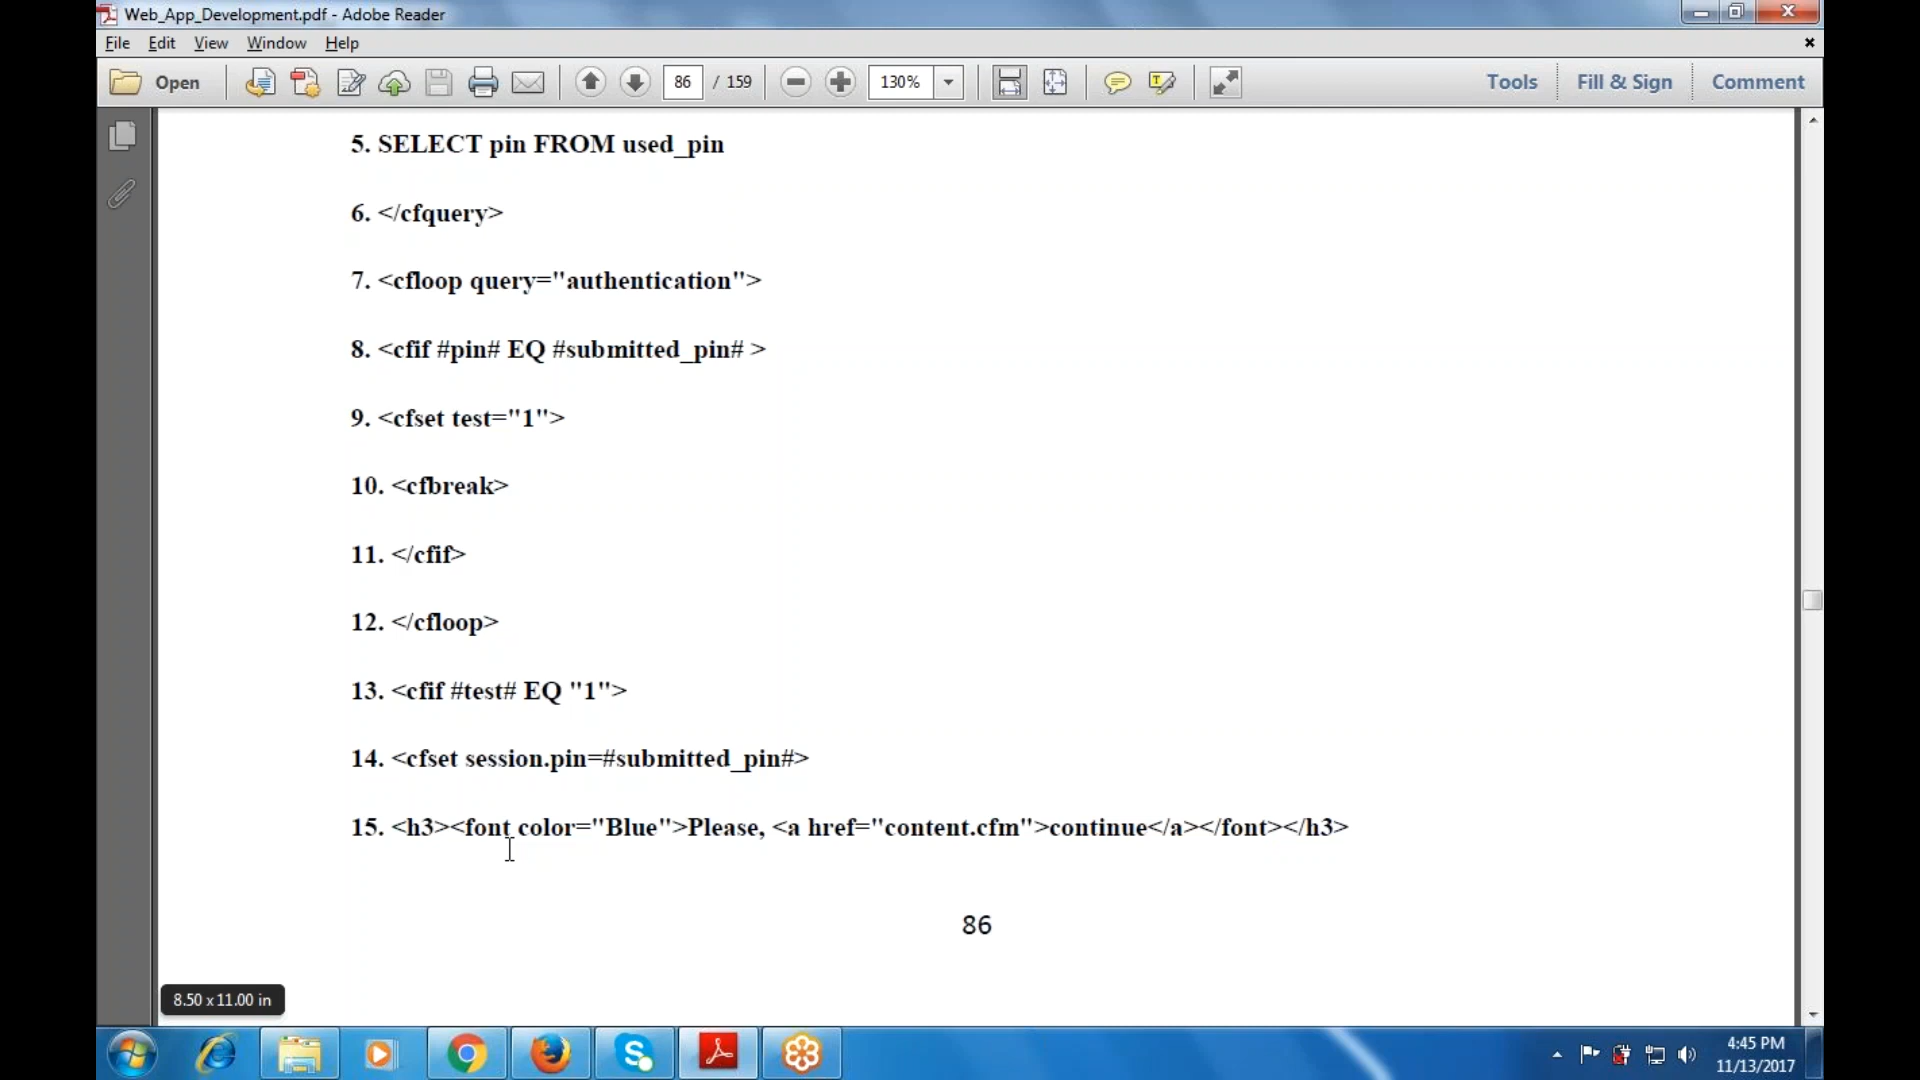 Web_App_Development.pdf - Adobe Reader
File Edit View Window Help
Open 86 / 159 130% Tools Fill & Sign Comment
5. SELECT pin FROM used_pin
6. </cfquery>
7. <cfloop query="authentication">
8. <cfif #pin# EQ #submitted_pin# >
9. <cfset test="1">
10. <cfbreak>
11. </cfif>
12. </cfloop>
13. <cfif #test# EQ "1">
14. <cfset session.pin=#submitted_pin#>
15. <h3><font color="Blue">Please, <a href="content.cfm">continue</a></font></h3>
86
8.50 x 11.00 in
4:45 PM
11/13/2017